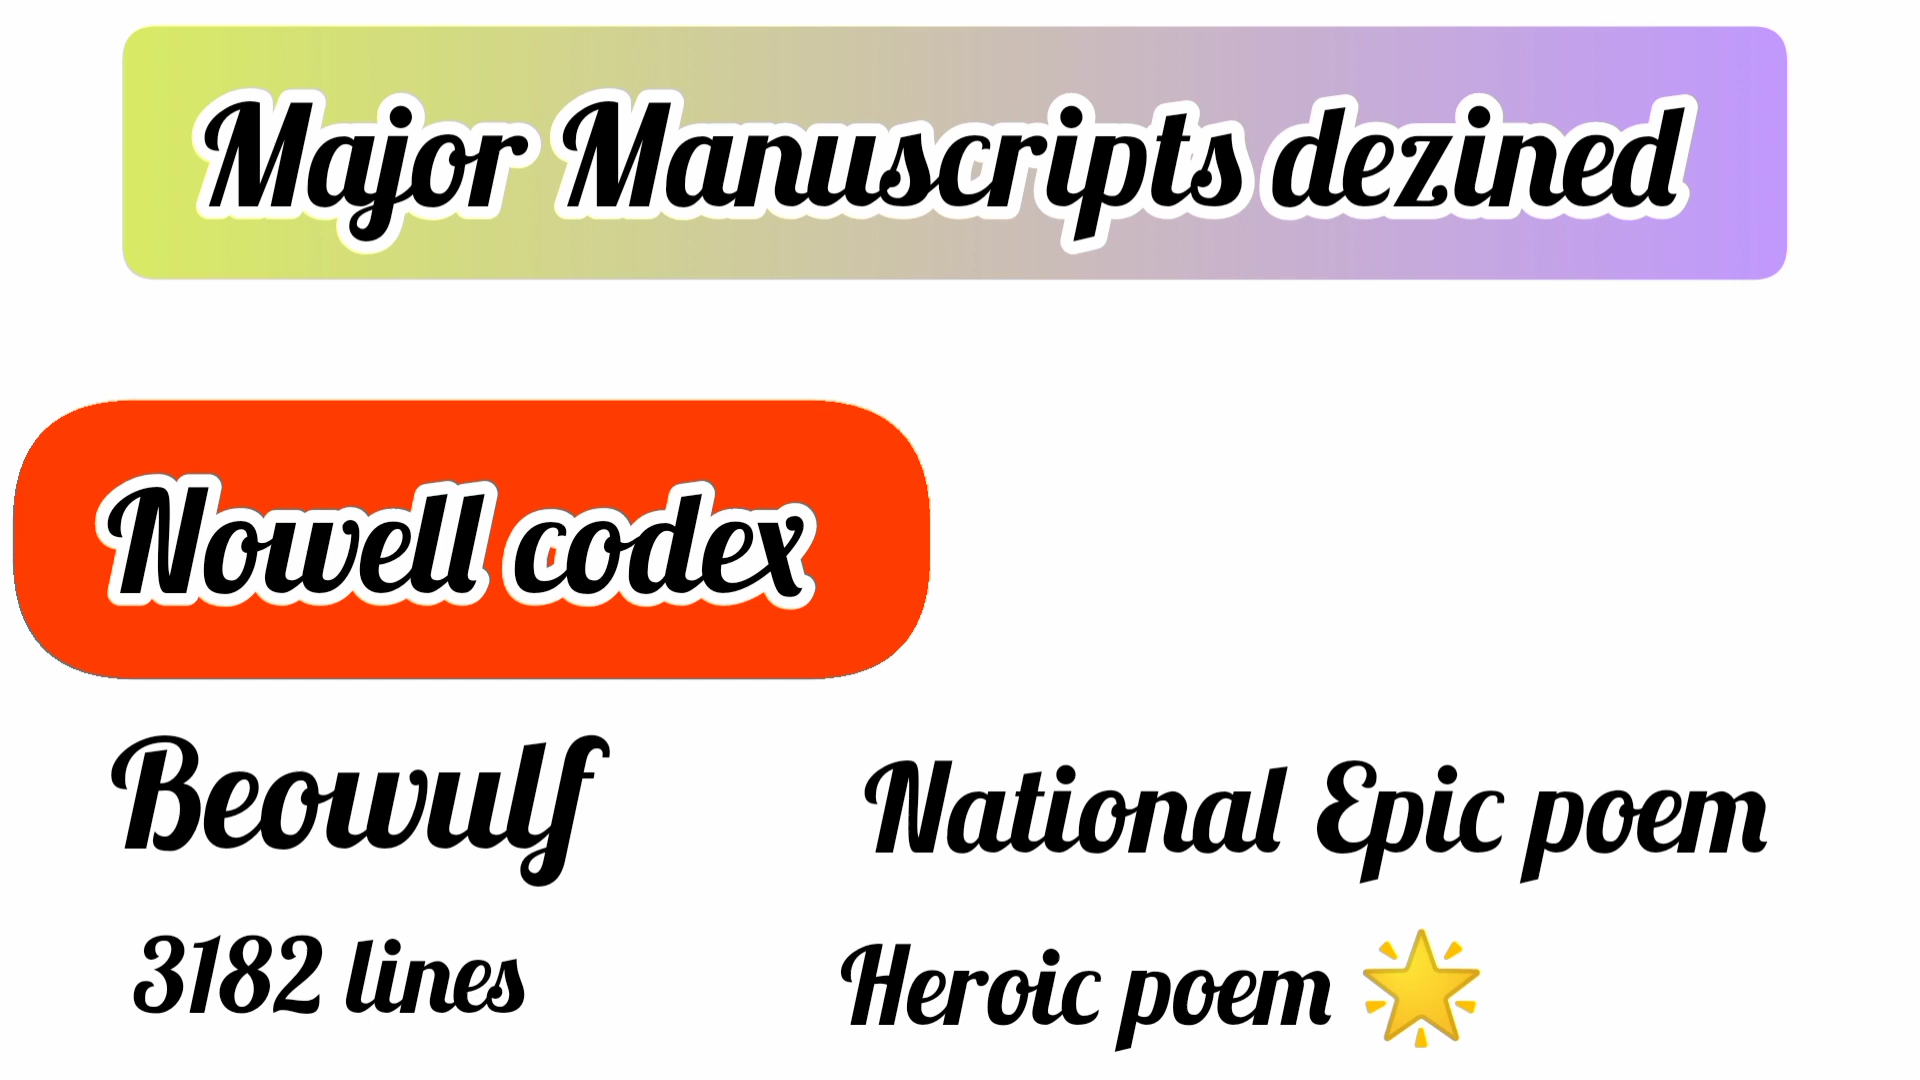 Major Manuscripts dezined
Nowell codex
Beowulf
National Epic poem
3182 lines
Heroic poem 🌟